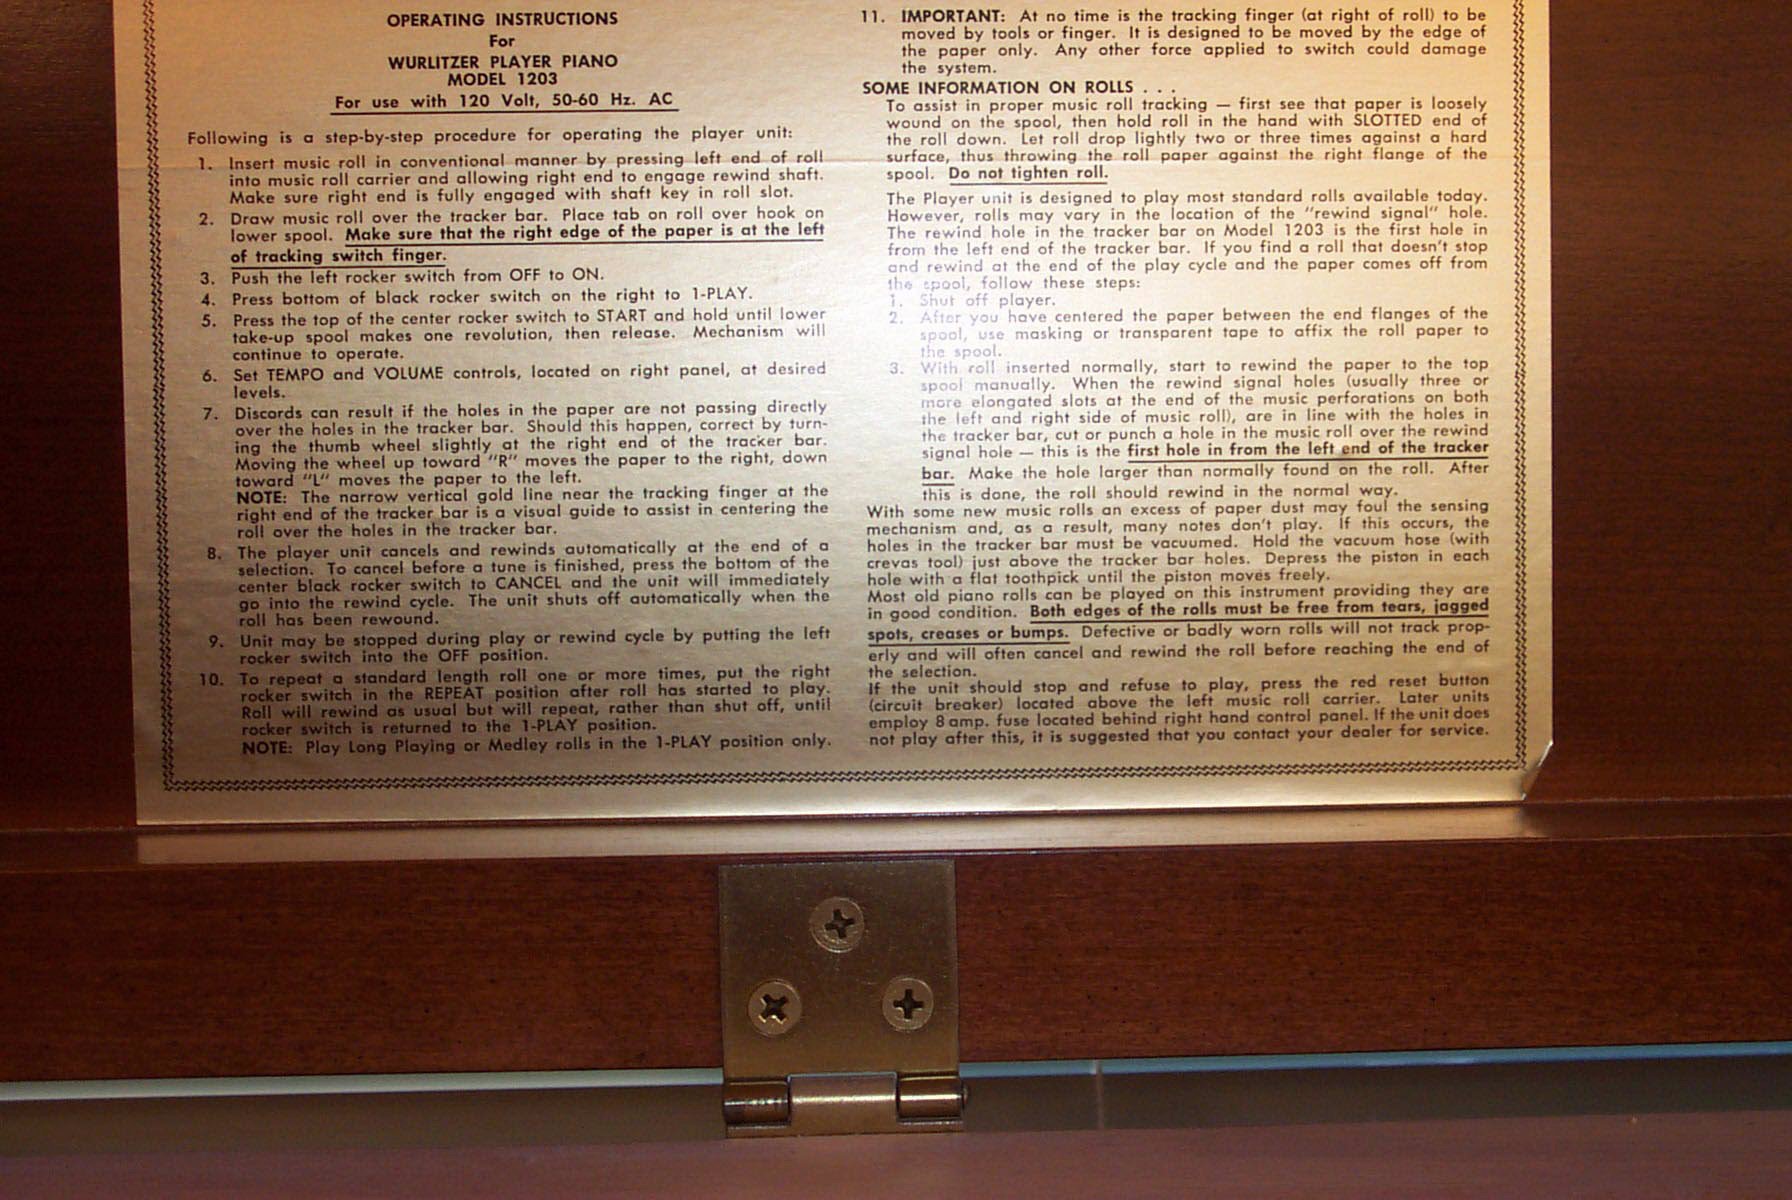 OPERATING INSTRUCTIONS
For
WURLITZER PLAYER PIANO
MODEL 1203
For use with 120 Volt, 50-60 Hz. AC
Following is a step-by-step procedure for operating the player unit:
1. Insert music roll in conventional manner by pressing left end of roll
into music roll carrier and allowing right end to engage rewind shaft.
Make sure right end is fully engaged with shaft key in roll slot.
2. Draw music roll over the tracker bar. Place tab on roll over hook on
lower spool. Make sure that the right edge of the paper is at the left
of tracking switch finger.
3. Push the left rocker switch from OFF to ON.
4. Press bottom of black rocker switch on the right to 1-PLAY.
5. Press the top of the center rocker switch to START and hold until lower
take-up spool makes one revolution, then release. Mechanism will
continue to operate.
6. Set TEMPO and VOLUME controls, located on right panel, at desired
levels.
7. Discords can result if the holes in the paper are not passing directly
over the holes in the tracker bar. Should this happen, correct by turn-
ing the thumb wheel slightly at the right end of the tracker bar.
Moving the wheel up toward "R" moves the paper to the right, down
toward "L" moves the paper to the left.
NOTE: The narrow vertical gold line near the tracking finger at the
right end of the tracker bar is a visual guide to assist in centering the
roll over the holes in the tracker bar.
8. The player unit cancels and rewinds automatically at the end of a
selection. To cancel before a tune is finished, press the bottom of the
center black rocker switch to CANCEL and the unit will immediately
go into the rewind cycle. The unit shuts off automatically when the
roll has been rewound.
9. Unit may be stopped during play or rewind cycle by putting the left
rocker switch into the OFF position.
10. To repeat a standard length roll one or more times, put the right
rocker switch in the REPEAT position after roll has started to play.
Roll will rewind as usual but will repeat, rather than shut off, until
rocker switch is returned to the 1-PLAY position.
NOTE: Play Long Playing or Medley rolls in the 1-PLAY position only.
11. IMPORTANT: At no time is the tracking finger (at right of roll) to be
moved by tools or finger. It is designed to be moved by the edge of
the paper only. Any other force applied to switch could damage
the system.
SOME INFORMATION ON ROLLS . . .
To assist in proper music roll tracking — first see that paper is loosely
wound on the spool, then hold roll in the hand with SLOTTED end of
the roll down. Let roll drop lightly two or three times against a hard
surface, thus throwing the roll paper against the right flange of the
spool. Do not tighten roll.
The Player unit is designed to play most standard rolls available today.
However, rolls may vary in the location of the "rewind signal" hole.
The rewind hole in the tracker bar on Model 1203 is the first hole in
from the left end of the tracker bar. If you find a roll that doesn't stop
and rewind at the end of the play cycle and the paper comes off from
the spool, follow these steps:
1. Shut off player.
2. After you have centered the paper between the end flanges of the
spool, use masking or transparent tape to affix the roll paper to
the spool.
3. With roll inserted normally, start to rewind the paper to the top
spool manually. When the rewind signal holes (usually three or
more elongated slots at the end of the music perforations on both
the left and right side of music roll), are in line with the holes in
the tracker bar, cut or punch a hole in the music roll over the rewind
signal hole — this is the first hole in from the left end of the tracker
bar. Make the hole larger than normally found on the roll. After
this is done, the roll should rewind in the normal way.
With some new music rolls an excess of paper dust may foul the sensing
mechanism and, as a result, many notes don't play. If this occurs, the
holes in the tracker bar must be vacuumed. Hold the vacuum hose (with
crevas tool) just above the tracker bar holes. Depress the piston in each
hole with a flat toothpick until the piston moves freely.
Most old piano rolls can be played on this instrument providing they are
in good condition. Both edges of the rolls must be free from tears, jagged
spots, creases or bumps. Defective or badly worn rolls will not track prop-
erly and will often cancel and rewind the roll before reaching the end of
the selection.
If the unit should stop and refuse to play, press the red reset button
(circuit breaker) located above the left music roll carrier. Later units
employ 8 amp. fuse located behind right hand control panel. If the unit does
not play after this, it is suggested that you contact your dealer for service.